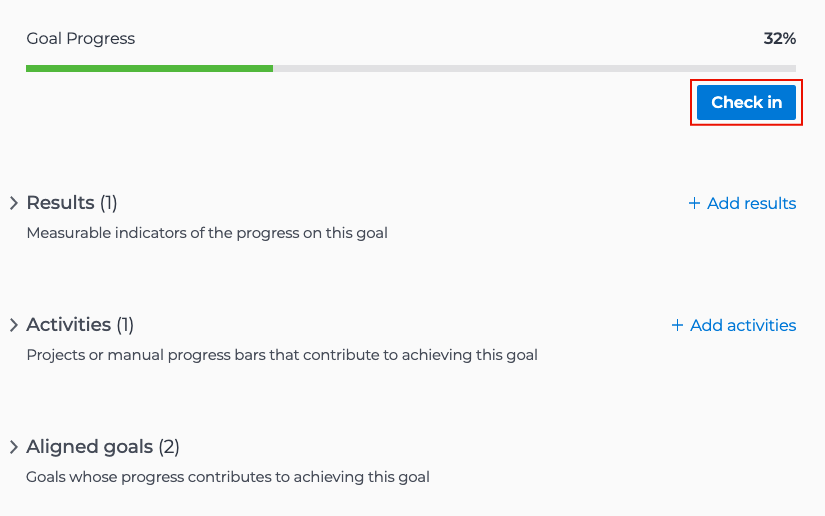 Goal Progress 32%
Check in
Results (1) + Add results
Measurable indicators of the progress on this goal
Activities (1) + Add activities
Projects or manual progress bars that contribute to achieving this goal
Aligned goals (2)
Goals whose progress contributes to achieving this goal